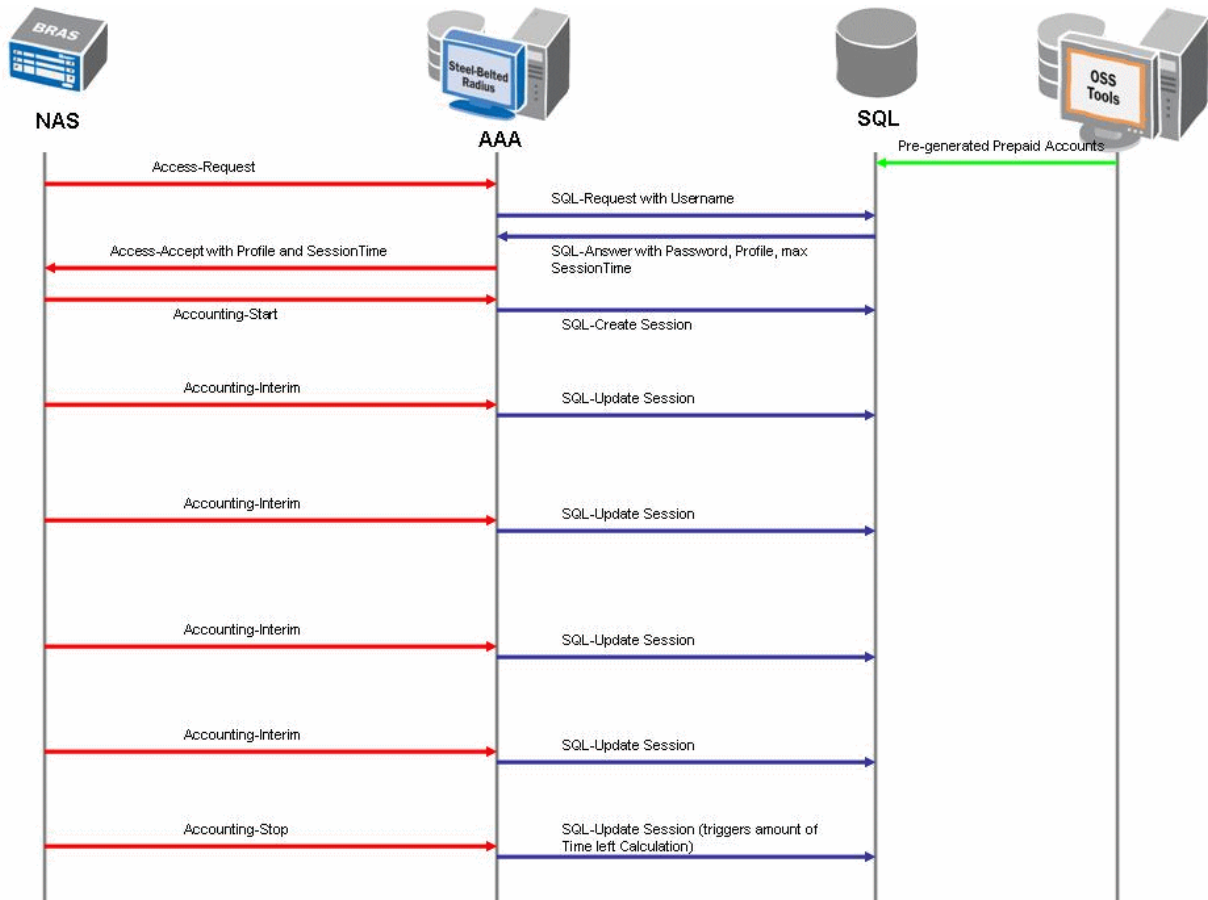 BRAS
Steel-Belted
Radius
OSS
Tools
NAS
AAA
SQL
Pre-generated Prepaid Accounts
Access-Request
SQL-Request with Username
Access-Accept with Profile and SessionTime
SQL-Answer with Password, Profile, max
SessionTime
Accounting-Start
SQL-Create Session
Accounting-Interim
SQL-Update Session
Accounting-Interim
SQL-Update Session
Accounting-Interim
SQL-Update Session
Accounting-Interim
SQL-Update Session
Accounting-Stop
SQL-Update Session (triggers amount of
Time left Calculation)